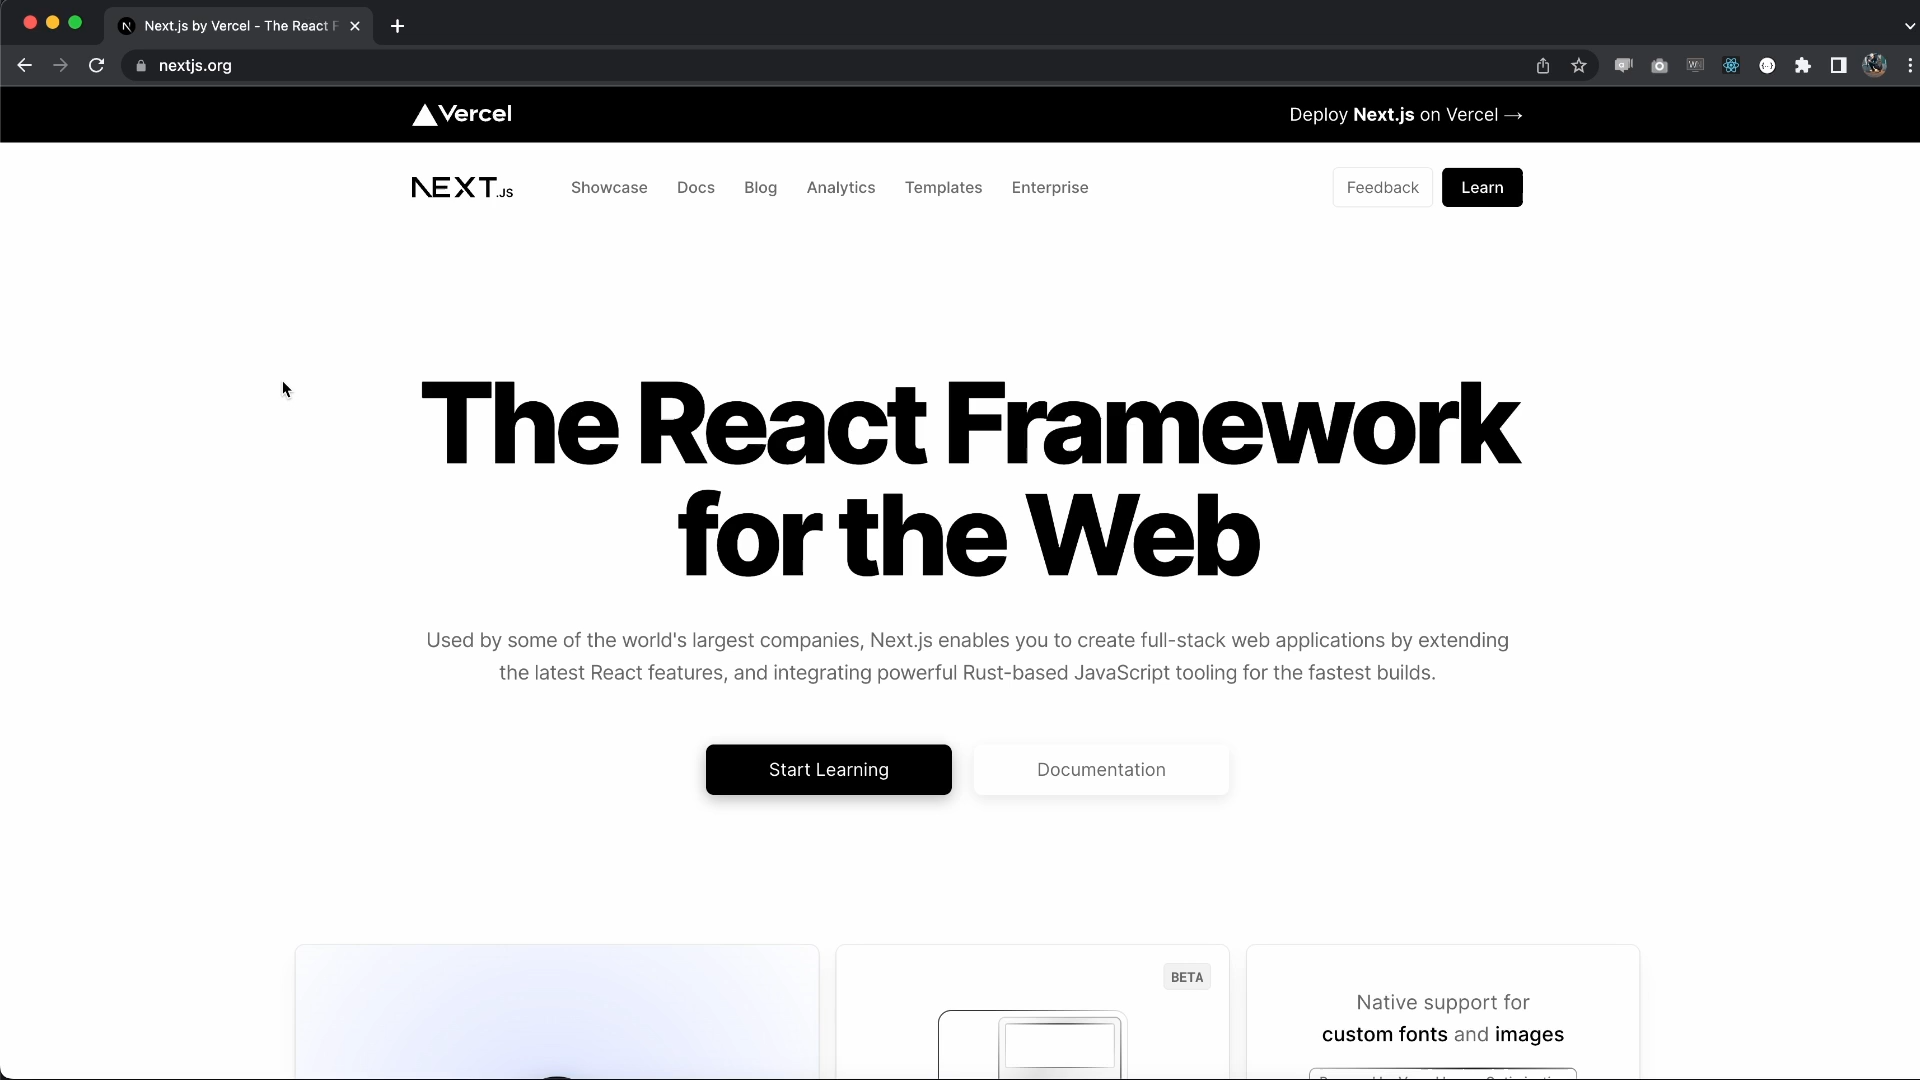 Next.js by Vercel - The React F
nextjs.org
Vercel
Deploy Next.js on Vercel →
NEXT.JS
Showcase Docs Blog Analytics Templates Enterprise
Feedback Learn
The React Framework
for the Web
Used by some of the world's largest companies, Next.js enables you to create full-stack web applications by extending
the latest React features, and integrating powerful Rust-based JavaScript tooling for the fastest builds.
Start Learning Documentation
BETA
Native support for
custom fonts and images